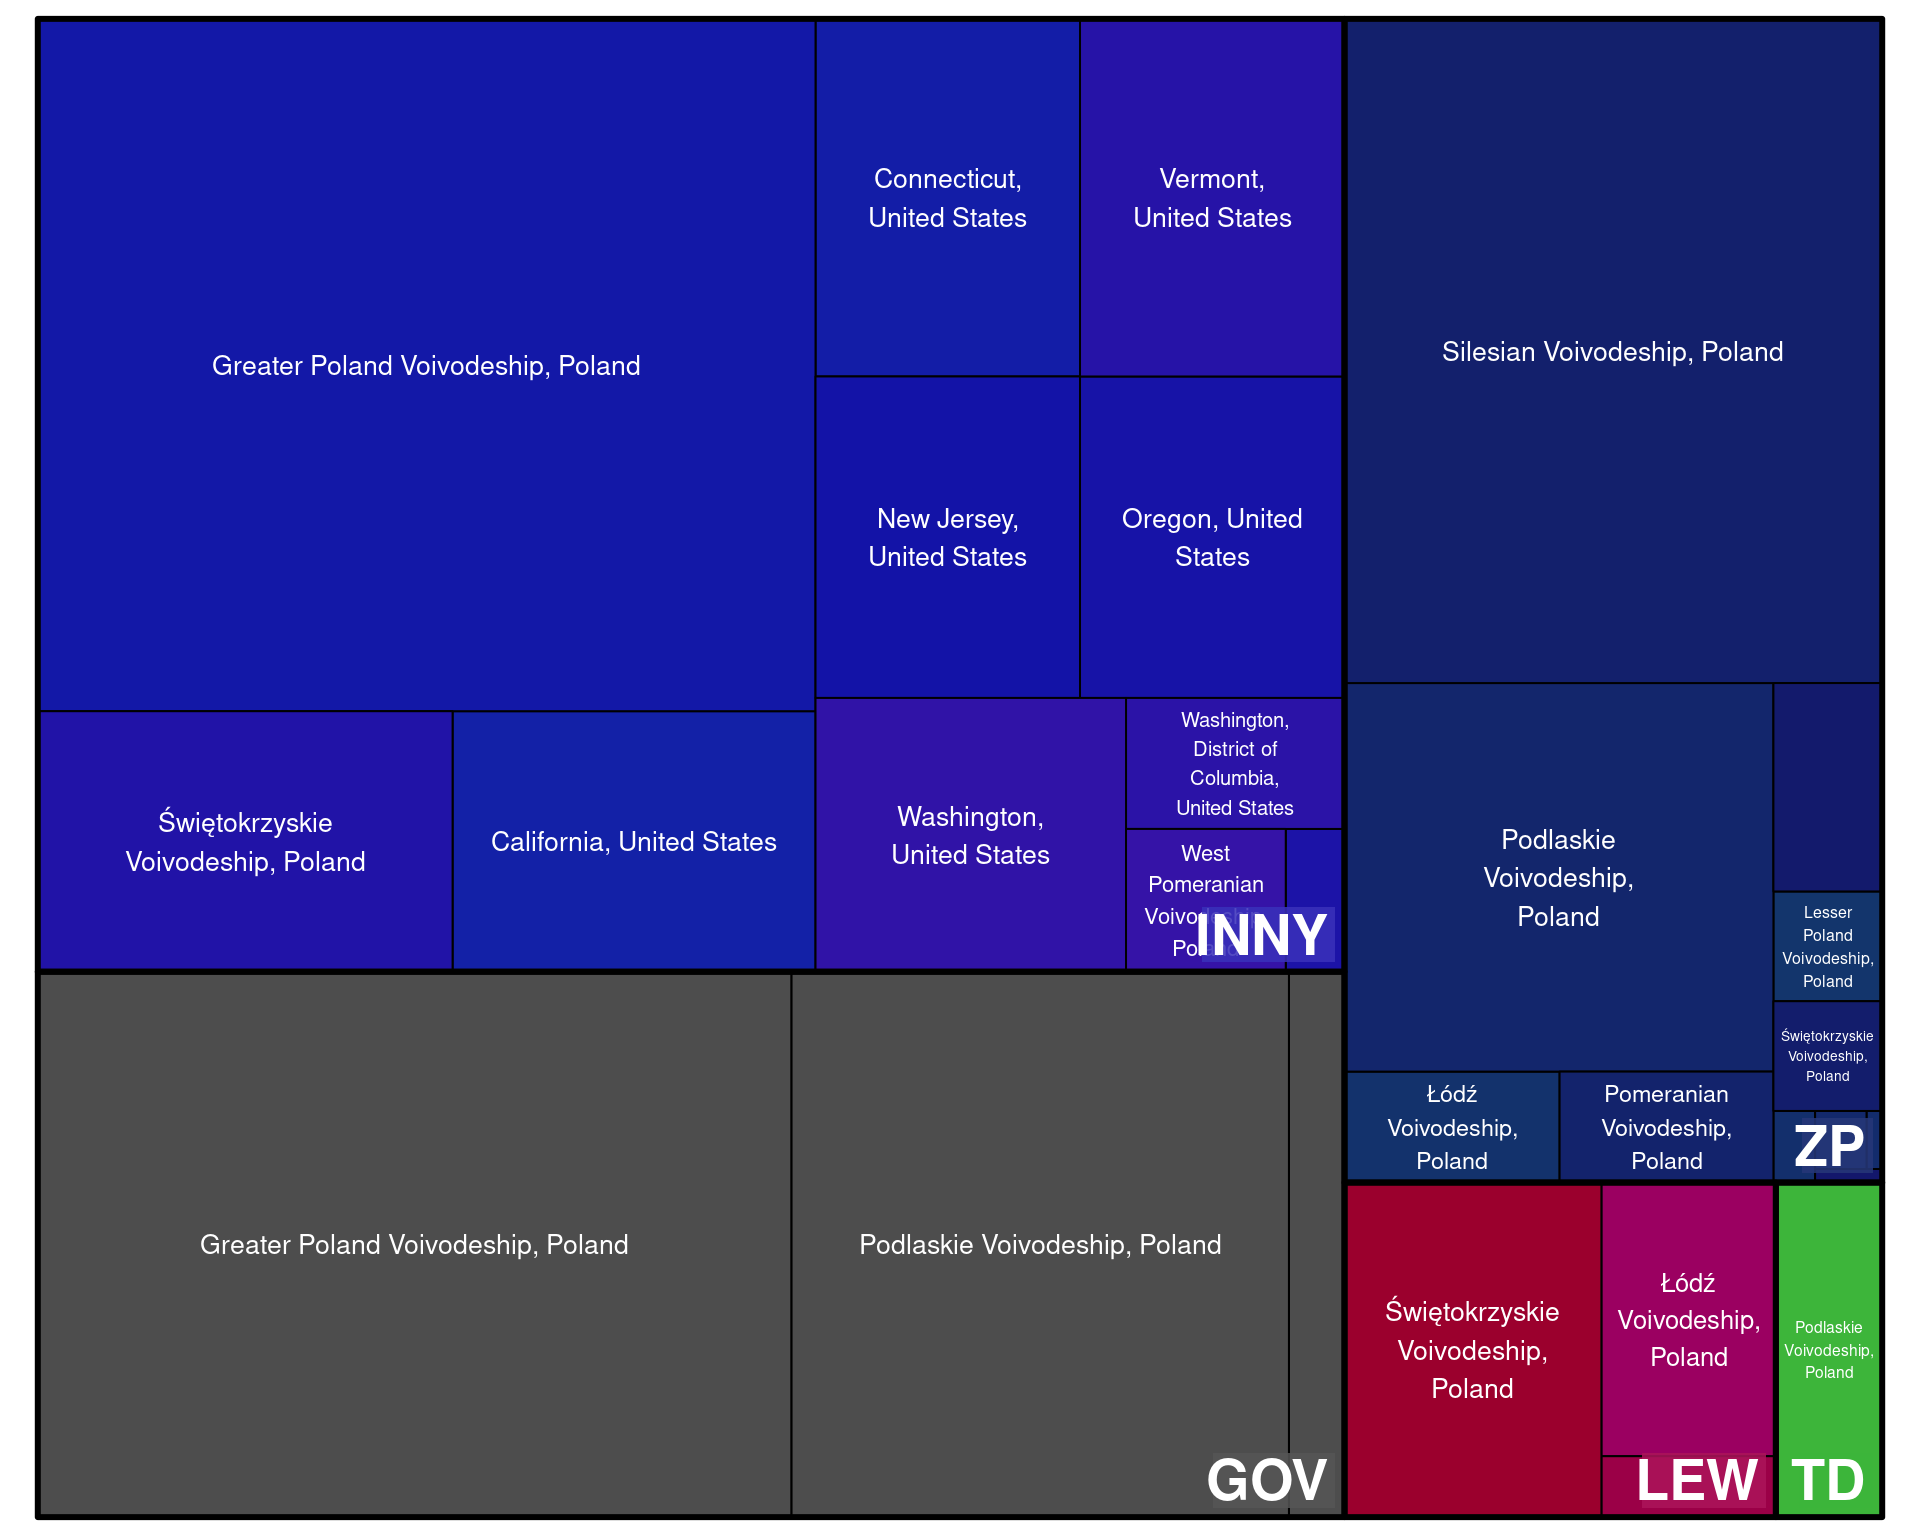 Greater Poland Voivodeship, Poland
Connecticut,
United States
Vermont,
United States
New Jersey,
United States
Oregon, United
States
Świętokrzyskie
Voivodeship, Poland
California, United States
Washington,
United States
Washington,
District of
Columbia,
United States
West
Pomeranian
Voivodeship,
Poland
INNY
Greater Poland Voivodeship, Poland
Podlaskie Voivodeship, Poland
GOV
Silesian Voivodeship, Poland
Podlaskie
Voivodeship,
Poland
Lesser
Poland
Voivodeship,
Poland
Świętokrzyskie
Voivodeship,
Poland
Łódź
Voivodeship,
Poland
Pomeranian
Voivodeship,
Poland
ZP
Świętokrzyskie
Voivodeship,
Poland
Łódź
Voivodeship,
Poland
LEW
Podlaskie
Voivodeship,
Poland
TD